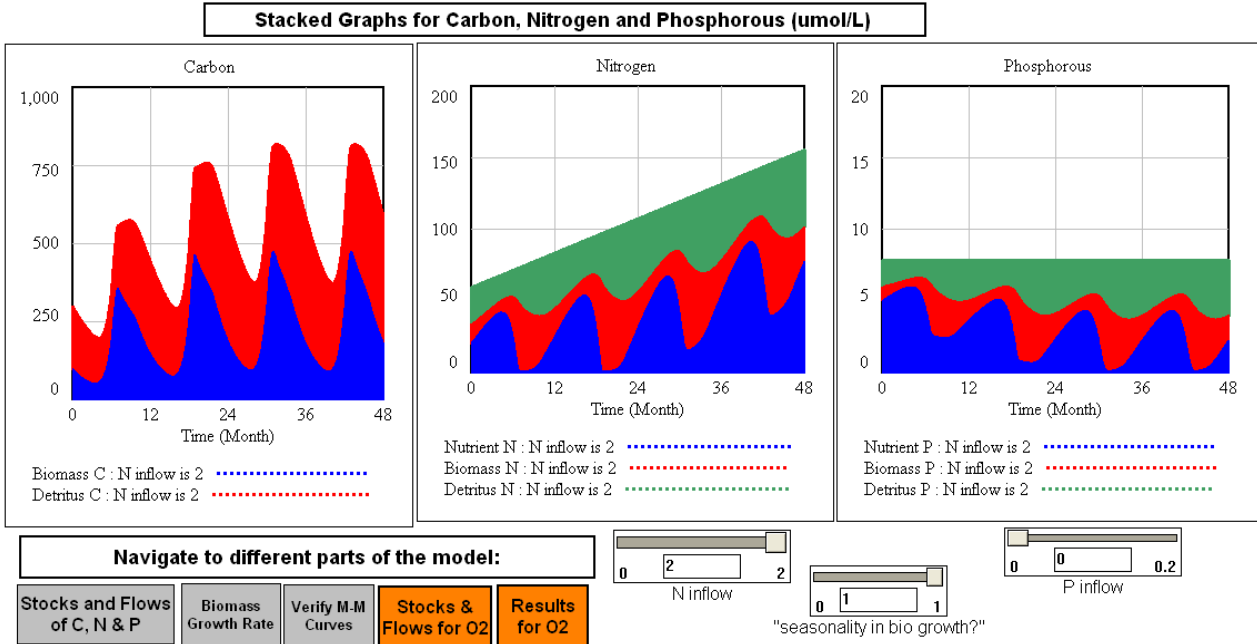 Stacked Graphs for Carbon, Nitrogen and Phosphorous (umol/L)
Carbon
1,000
750
500
250
0
0 12 24 36 48
Time (Month)
Biomass C : N inflow is 2
Detritus C : N inflow is 2
Nitrogen
200
150
100
50
0
0 12 24 36 48
Time (Month)
Nutrient N : N inflow is 2
Biomass N : N inflow is 2
Detritus N : N inflow is 2
Phosphorous
20
15
10
5
0
0 12 24 36 48
Time (Month)
Nutrient P : N inflow is 2
Biomass P : N inflow is 2
Detritus P : N inflow is 2
Navigate to different parts of the model:
Stocks and Flows
of C, N & P
Biomass
Growth Rate
Verify M-M
Curves
Stocks &
Flows for O2
Results
for O2
0 2 2
N inflow
0 1 1
"seasonality in bio growth?"
0 0 0.2
P inflow